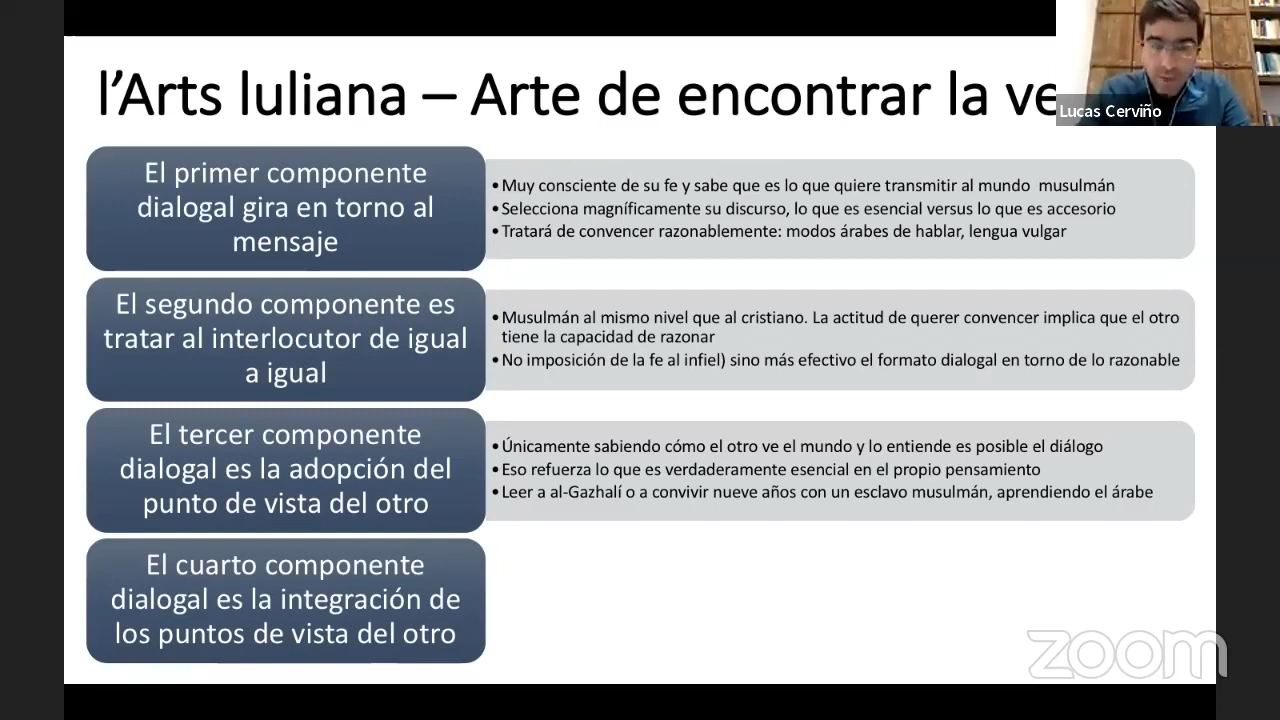 l’Arts luliana – Arte de encontrar la
Lucas Cerviño
El primer componente
dialogal gira en torno al
mensaje
•Muy consciente de su fe y sabe que es lo que quiere transmitir al mundo musulmán
•Selecciona magníficamente su discurso, lo que es esencial versus lo que es accesorio
•Tratará de convencer razonablemente: modos árabes de hablar, lengua vulgar
El segundo componente es
tratar al interlocutor de igual
a igual
•Musulmán al mismo nivel que al cristiano. La actitud de querer convencer implica que el otro
tiene la capacidad de razonar
•No imposición de la fe al infiel) sino más efectivo el formato dialogal en torno de lo razonable
El tercer componente
dialogal es la adopción del
punto de vista del otro
•Únicamente sabiendo cómo el otro ve el mundo y lo entiende es posible el diálogo
•Eso refuerza lo que es verdaderamente esencial en el propio pensamiento
•Leer a al-Gazhalí o a convivir nueve años con un esclavo musulmán, aprendiendo el árabe
El cuarto componente
dialogal es la integración de
los puntos de vista del otro
zoom